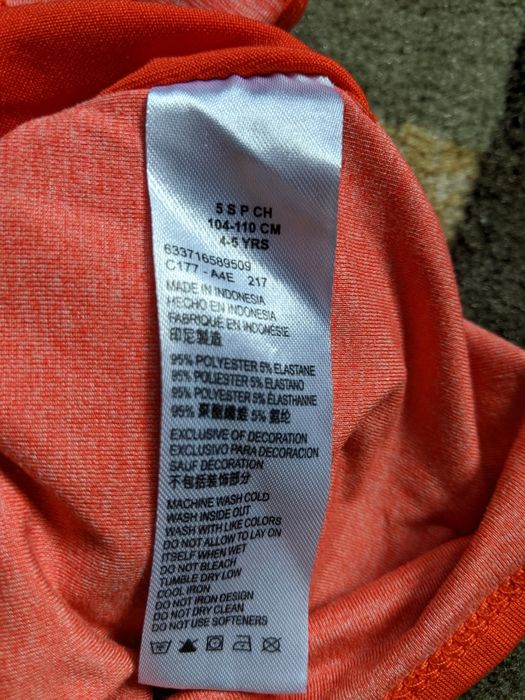 5 S P CH
104-110 CM
4-5 YRS
633716589509
C177 - A4E 217
MADE IN INDONESIA
HECHO EN INDONESIA
FABRIQUE EN INDONESIE
印尼製造
95% POLYESTER 5% ELASTANE
95% POLIESTER 5% ELASTANO
95% POLYESTER 5% ÉLASTHANNE
95% 聚酯纖維 5% 氨纶
EXCLUSIVE OF DECORATION
EXCLUSIVO PARA DECORACION
SAUF DÉCORATION
不包括裝飾部分
MACHINE WASH COLD
WASH INSIDE OUT
WASH WITH LIKE COLORS
DO NOT ALLOW TO LAY ON
ITSELF WHEN WET
DO NOT BLEACH
TUMBLE DRY LOW
COOL IRON
DO NOT IRON DESIGN
DO NOT DRY CLEAN
DO NOT USE SOFTENERS